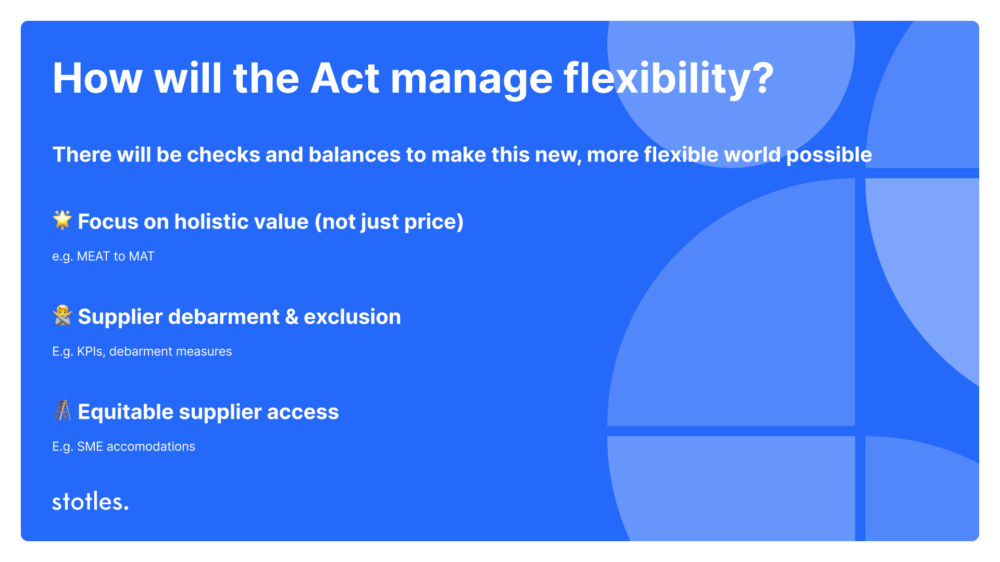 How will the Act manage flexibility?
There will be checks and balances to make this new, more flexible world possible
🌟 Focus on holistic value (not just price)
e.g. MEAT to MAT
🙅 Supplier debarment & exclusion
E.g. KPIs, debarment measures
🪜 Equitable supplier access
E.g. SME accomodations
stotles.